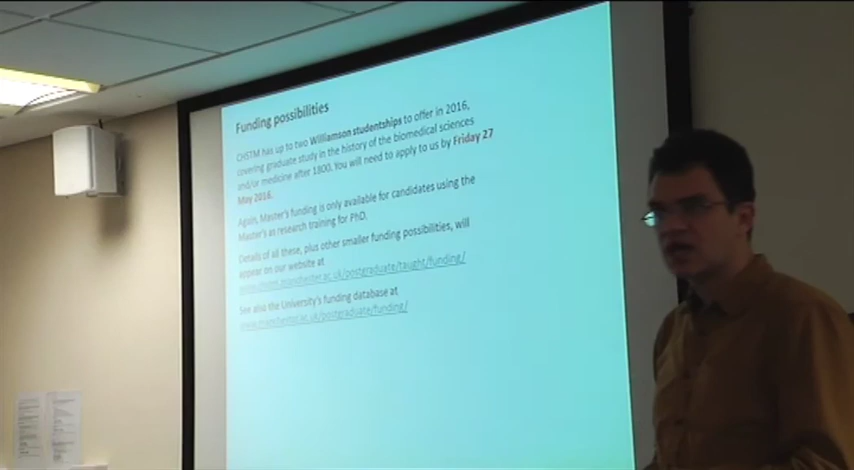 Funding possibilities
CHSTM has up to two Williamson studentships to offer in 2016,
covering graduate study in the history of the biomedical sciences
and/or medicine after 1800. You will need to apply to us by Friday 27
May 2016.
Again, Master's funding is only available for candidates using the
Master's as research training for PhD.
Details of all these, plus other smaller funding possibilities, will
appear on our website at
manchester.ac.uk/postgraduate/taught/funding/
See also the University's funding database at
www.manchester.ac.uk/postgraduate/funding/